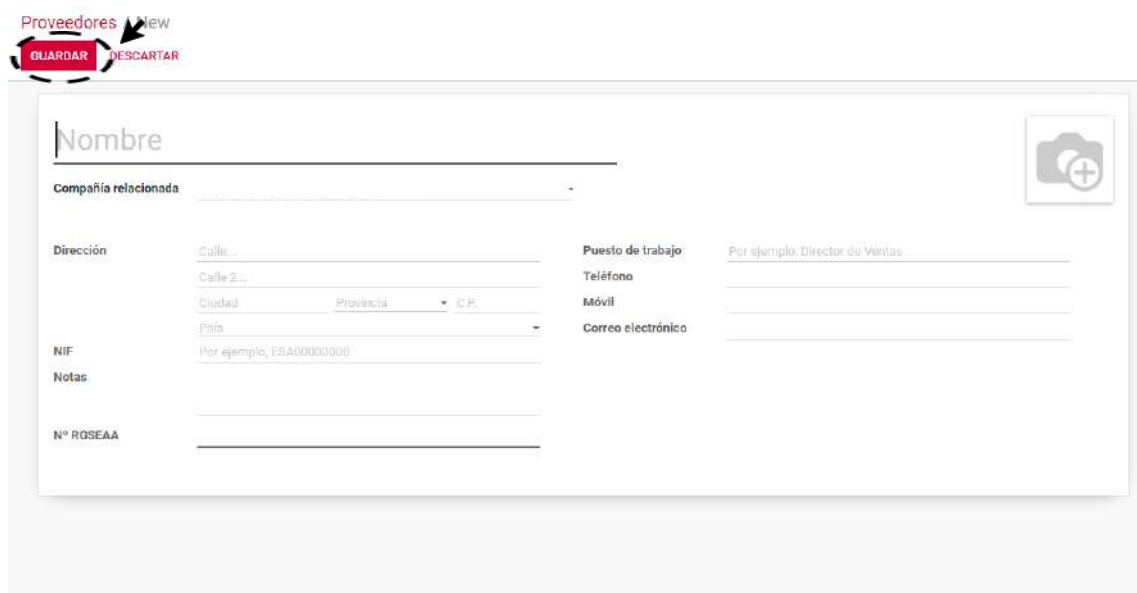 Proveedores / New
GUARDAR DESCARTAR
Nombre
Compañía relacionada
Dirección Calle... Puesto de trabajo Por ejemplo, Director de Ventas
Calle 2... Teléfono
Ciudad Provincia C.P. Móvil
País Correo electrónico
NIF Por ejemplo, ESA00000000
Notas
Nº RGSEAA